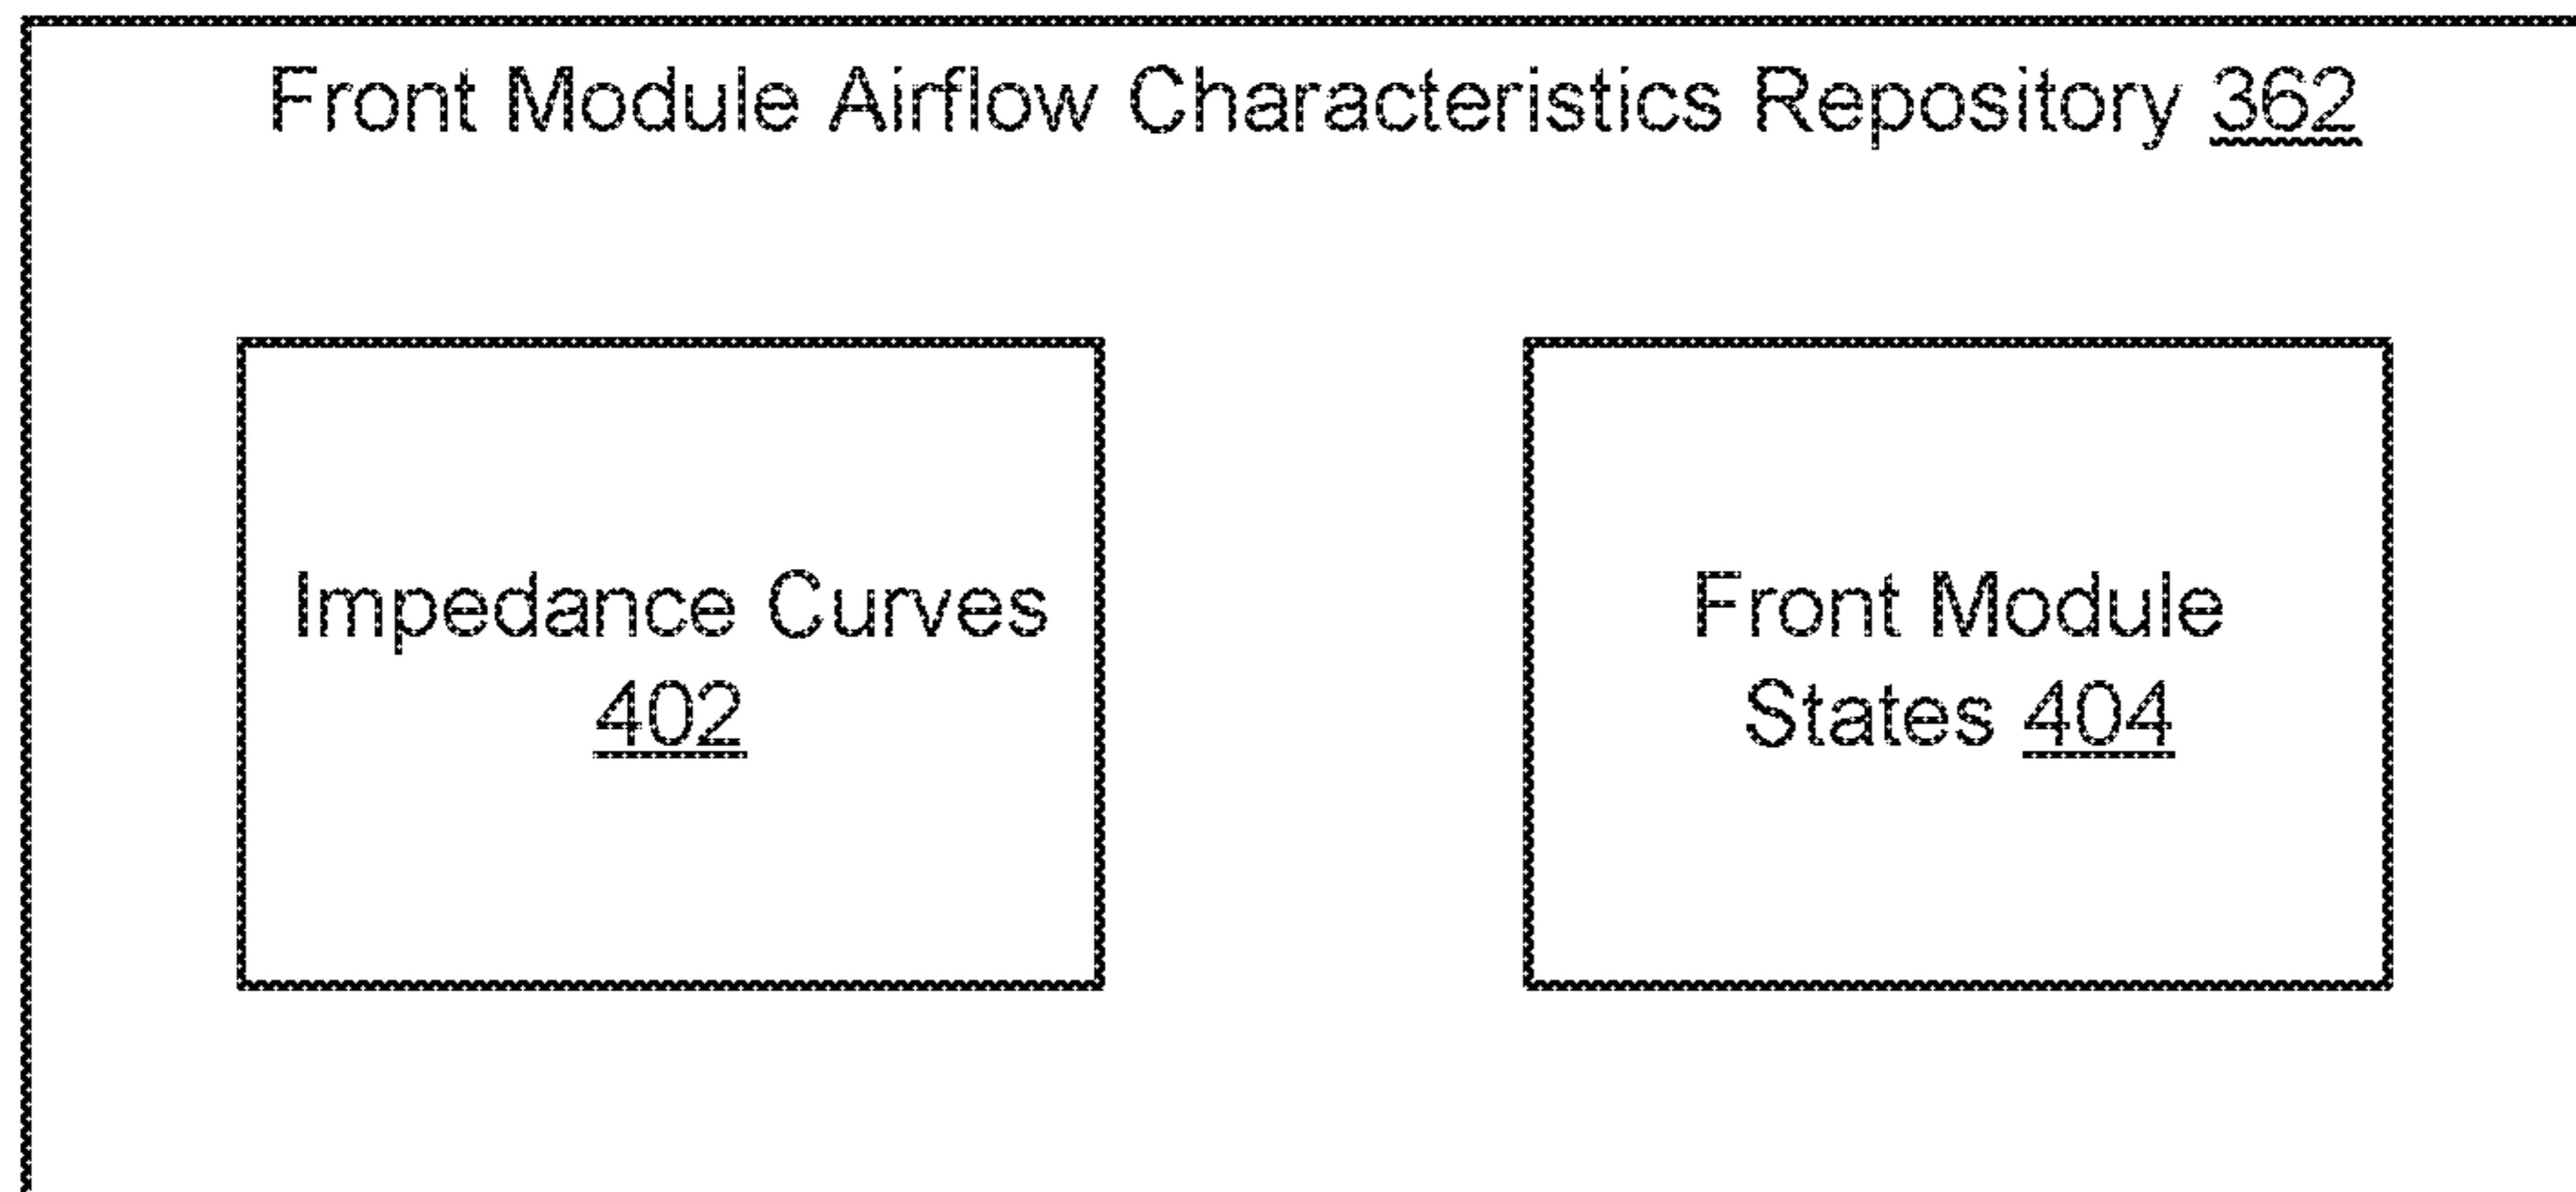 Front Module Airflow Characteristics Repository 362
Impedance Curves
402
Front Module
States 404